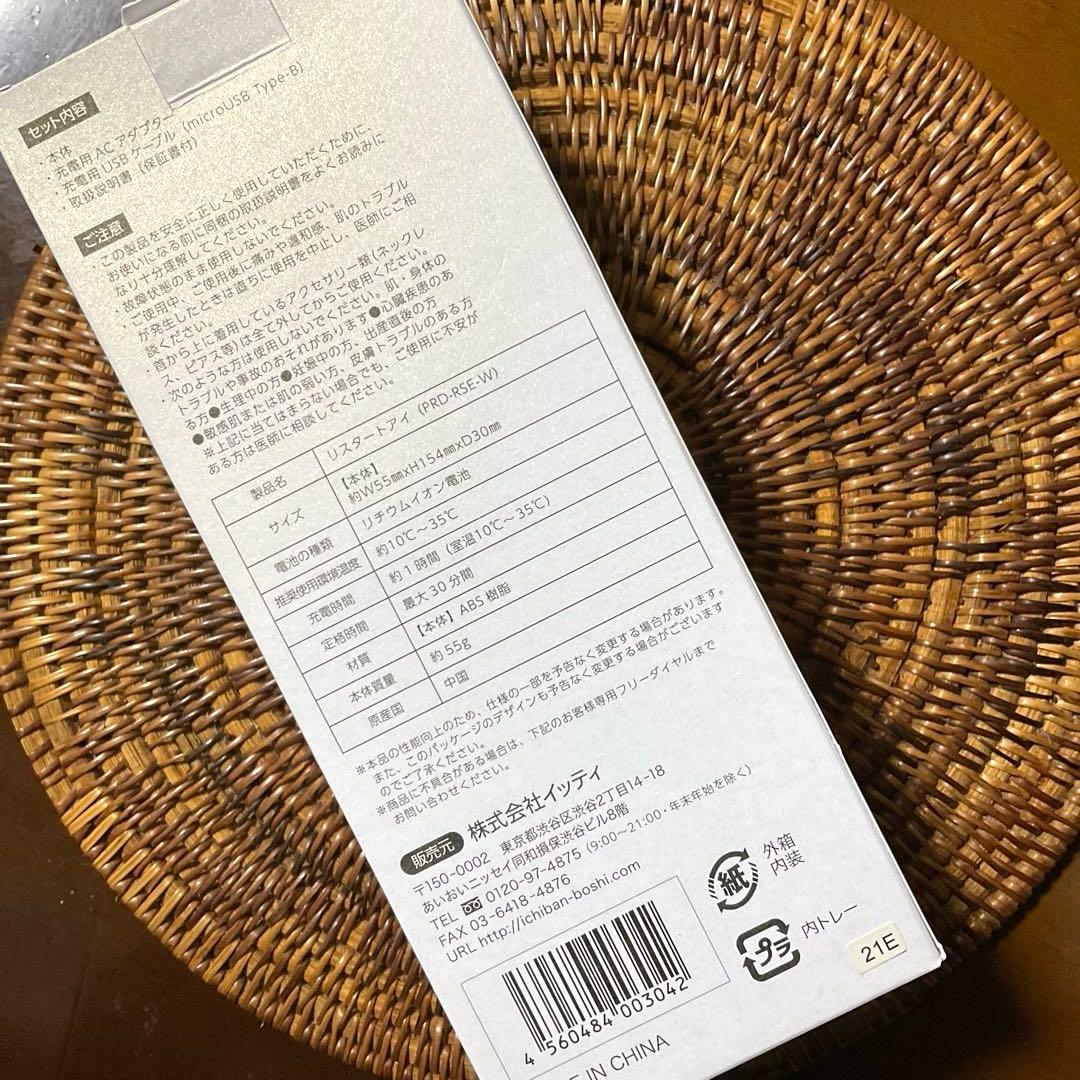 セット内容
・本体
・充電用 AC アダプター
・充電用 USB ケーブル（microUSB Type-B）
・取扱説明書（保証書付）
ご注意
・この製品を安全に正しく使用していただくために、
お使いになる前に同梱の取扱説明書をよくお読みに
なり十分理解してください。
・故障状態のまま使用しないでください。
・ご使用中、ご使用後に痛みや違和感、肌のトラブル
が発生したときは直ちに使用を中止し、医師にご相
談ください。
・首から上に着用しているアクセサリー類（ネックレ
ス、ピアス等）は全て外してからご使用ください。
・次のような方は使用しないでください。肌・身体の
トラブルや事故のおそれがあります●心臓疾患のあ
る方●生理中の方●妊娠中の方、出産直後の方
●敏感肌または肌の弱い方、皮膚トラブルのある方
※上記に当てはまらない場合でも、ご使用に不安が
ある方は医師に相談してください。
製品名 リスタートアイ（PRD-RSE-W）
サイズ 【本体】
約W55㎜xH154㎜xD30㎜
電池の種類 リチウムイオン電池
推奨使用環境温度 約10℃～35℃
充電時間 約1時間（室温10℃～35℃）
定格時間 最大30分間
材質 【本体】ABS樹脂
本体質量 約55g
原産国 中国
※本品の性能向上のため、仕様の一部を予告なく変更する場合があります。
また、このパッケージのデザインも予告なく変更する場合がございます
のでご了承ください。
※商品に不具合がある場合は、下記のお客様専用フリーダイヤルまで
お問い合わせください。
販売元 株式会社イッティ
〒150-0002 東京都渋谷区渋谷2丁目14-18
あいおいニッセイ同和損保渋谷ビル8階
TEL 0120-97-4875（9:00～21:00・年末年始を除く）
FAX 03-6418-4876
URL http://ichiban-boshi.com
紙 外箱
内装
プラ 内トレー
21E
4 560484 003042
IN CHINA